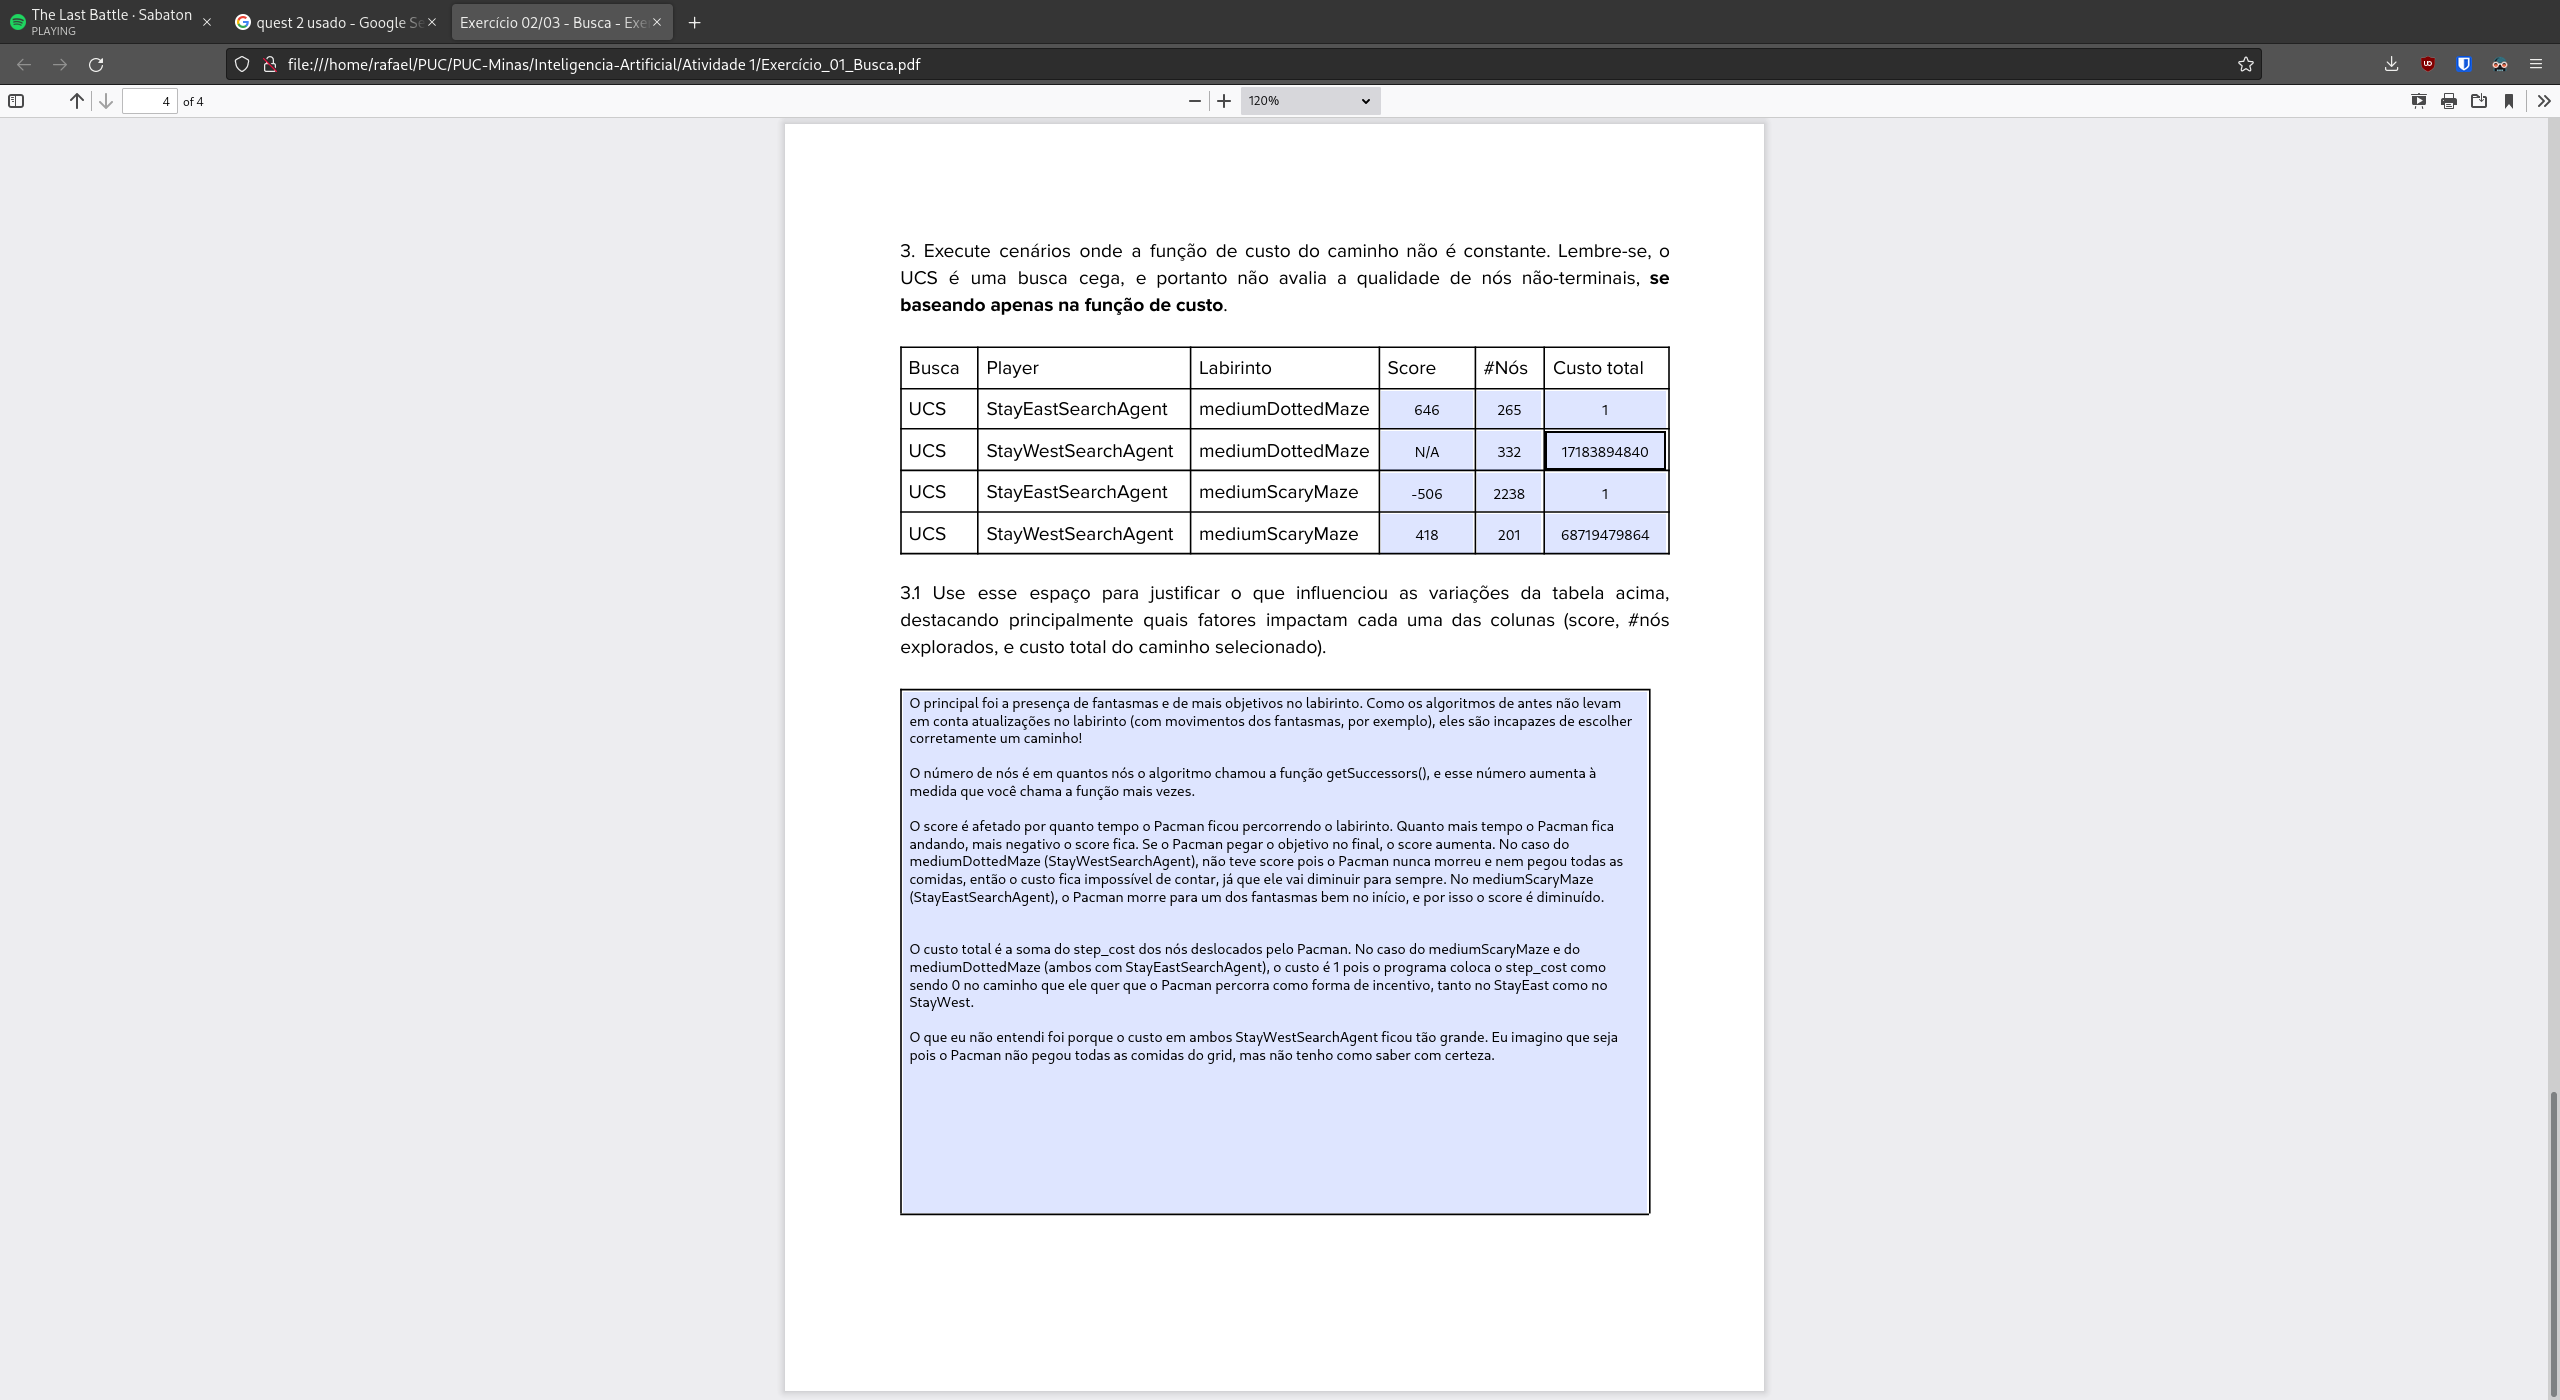 The Last Battle · Sabaton
PLAYING
quest 2 usado - Google Se
Exercício 02/03 - Busca - Exe
file:///home/rafael/PUC/PUC-Minas/Inteligencia-Artificial/Atividade 1/Exercício_01_Busca.pdf
4 of 4
120%
3. Execute cenários onde a função de custo do caminho não é constante. Lembre-se, o
UCS é uma busca cega, e portanto não avalia a qualidade de nós não-terminais, se
baseando apenas na função de custo.
Busca Player Labirinto Score #Nós Custo total
UCS StayEastSearchAgent mediumDottedMaze 646 265 1
UCS StayWestSearchAgent mediumDottedMaze N/A 332 17183894840
UCS StayEastSearchAgent mediumScaryMaze -506 2238 1
UCS StayWestSearchAgent mediumScaryMaze 418 201 68719479864
3.1 Use esse espaço para justificar o que influenciou as variações da tabela acima,
destacando principalmente quais fatores impactam cada uma das colunas (score, #nós
explorados, e custo total do caminho selecionado).
O principal foi a presença de fantasmas e de mais objetivos no labirinto. Como os algoritmos de antes não levam
em conta atualizações no labirinto (com movimentos dos fantasmas, por exemplo), eles são incapazes de escolher
corretamente um caminho!
O número de nós é em quantos nós o algoritmo chamou a função getSuccessors(), e esse número aumenta à
medida que você chama a função mais vezes.
O score é afetado por quanto tempo o Pacman ficou percorrendo o labirinto. Quanto mais tempo o Pacman fica
andando, mais negativo o score fica. Se o Pacman pegar o objetivo no final, o score aumenta. No caso do
mediumDottedMaze (StayWestSearchAgent), não teve score pois o Pacman nunca morreu e nem pegou todas as
comidas, então o custo fica impossível de contar, já que ele vai diminuir para sempre. No mediumScaryMaze
(StayEastSearchAgent), o Pacman morre para um dos fantasmas bem no início, e por isso o score é diminuído.
O custo total é a soma do step_cost dos nós deslocados pelo Pacman. No caso do mediumScaryMaze e do
mediumDottedMaze (ambos com StayEastSearchAgent), o custo é 1 pois o programa coloca o step_cost como
sendo 0 no caminho que ele quer que o Pacman percorra como forma de incentivo, tanto no StayEast como no
StayWest.
O que eu não entendi foi porque o custo em ambos StayWestSearchAgent ficou tão grande. Eu imagino que seja
pois o Pacman não pegou todas as comidas do grid, mas não tenho como saber com certeza.